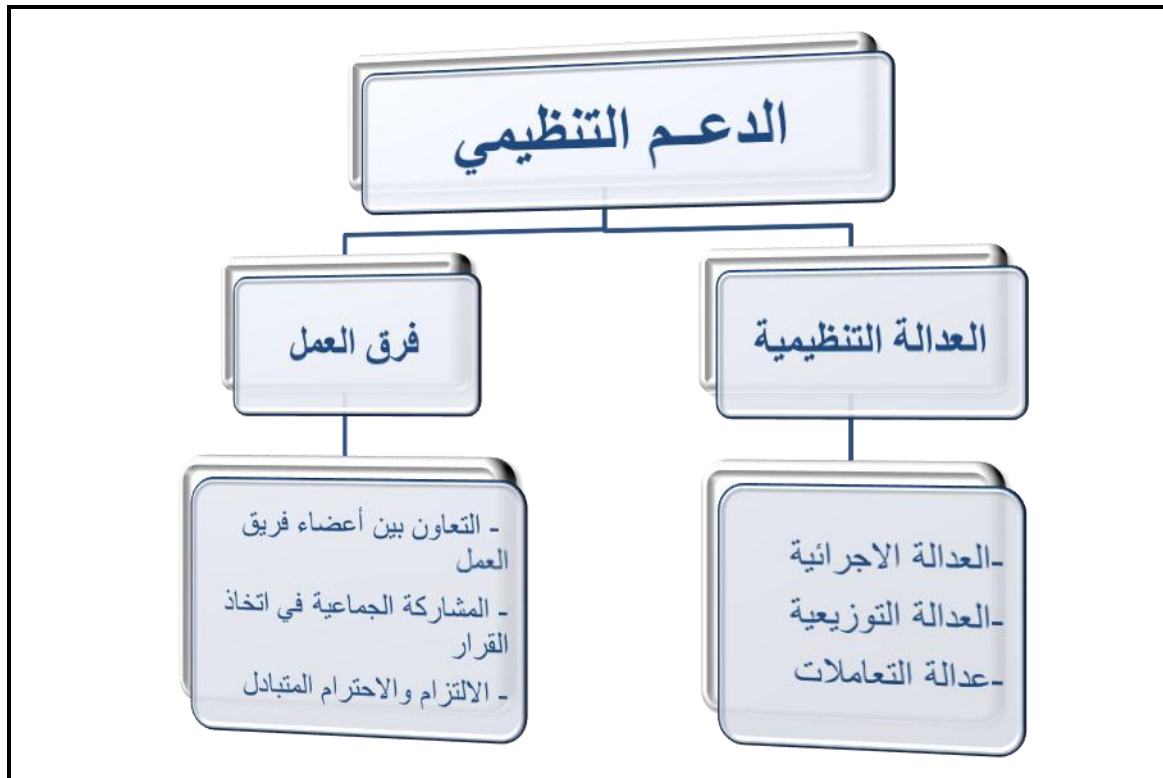 الدعــم التنظيمي
العدالة التنظيمية
-العدالة الاجرائية
-العدالة التوزيعية
-عدالة التعاملات
فرق العمل
- التعاون بين أعضاء فريق
العمل
- المشاركة الجماعية في اتخاذ
القرار
- الالتزام والاحترام المتبادل